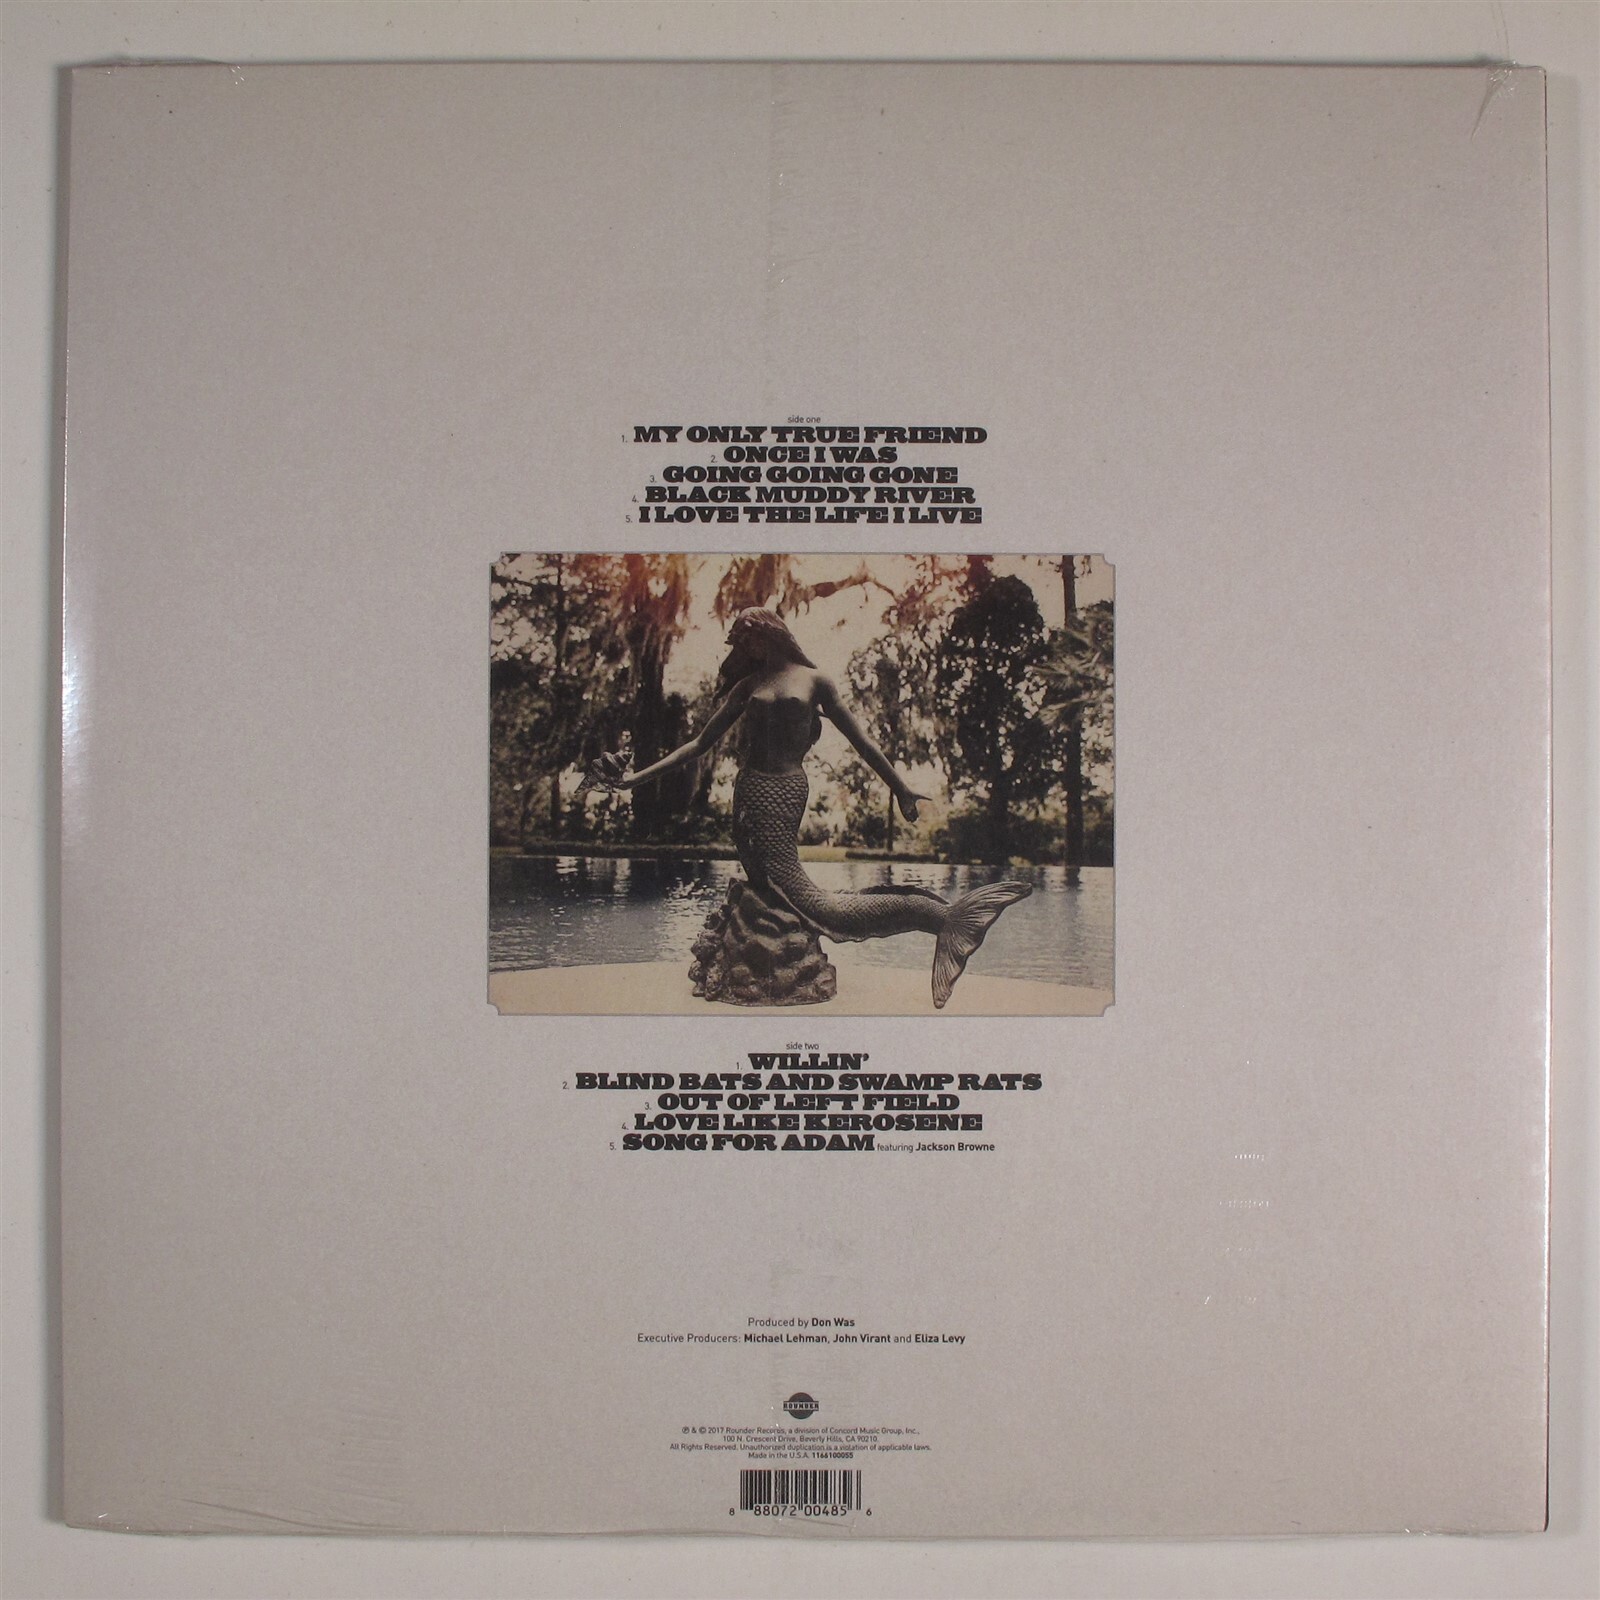 side one
1. MY ONLY TRUE FRIEND
2. ONCE I WAS
3. GOING GOING GONE
4. BLACK MUDDY RIVER
5. I LOVE THE LIFE I LIVE
side two
1. WILLIN'
2. BLIND BATS AND SWAMP RATS
3. OUT OF LEFT FIELD
4. LOVE LIKE KEROSENE
5. SONG FOR ADAM featuring Jackson Browne
Produced by Don Was
Executive Producers: Michael Lehman, John Virant and Eliza Levy
ROUNDER
℗ & © 2017 Rounder Records, a division of Concord Music Group, Inc.,
100 N. Crescent Drive, Beverly Hills, CA 90210.
All Rights Reserved. Unauthorized duplication is a violation of applicable laws.
Made in the U.S.A. 1166100055
8 88072 00485 6